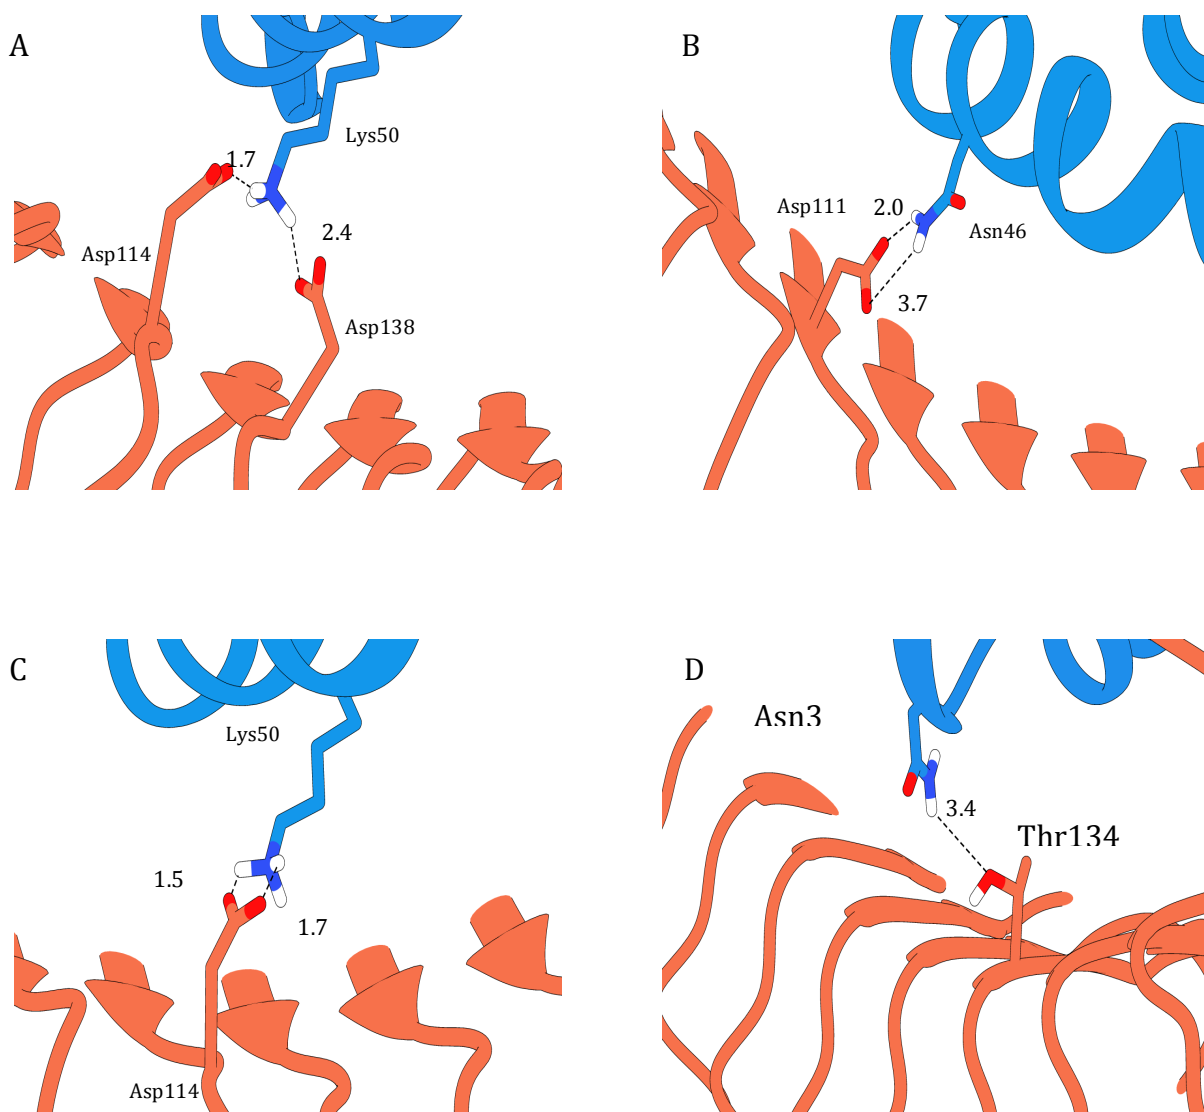 A
Lys50
1.7
2.4
Asp114
Asp138
B
Asp111
2.0
Asn46
3.7
C
Lys50
1.5
1.7
Asp114
D
Asn3
3.4
Thr134